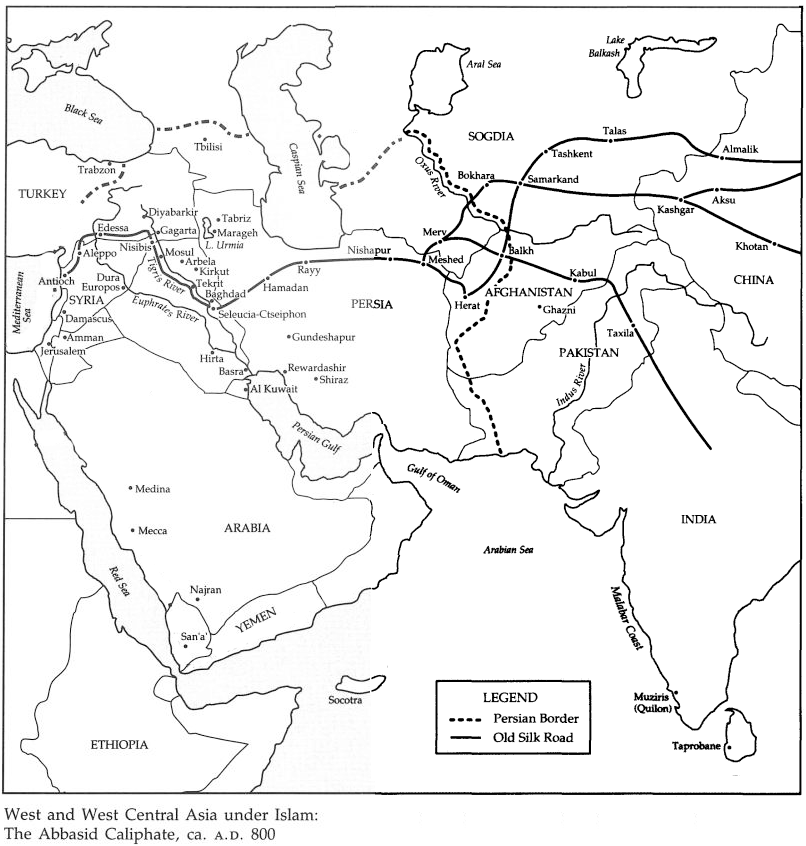 Black Sea
Aral Sea
Lake
Balkash
Caspian Sea
SOGDIA
Talas
Tashkent
Almalik
Tbilisi
Trabzon
TURKEY
Oxus River
Bokhara
Samarkand
Aksu
Kashgar
Khotan
CHINA
Diyabarkir
Edessa
Gagarta
Tabriz
Marageh
L. Urmia
Nisibis
Mosul
Aleppo
Arbela
Kirkut
Tekrit
Baghdad
Tigris River
Dura
Europos
Antioch
SYRIA
Euphrates River
Seleucia-Ctseiphon
Hamadan
Rayy
Nishapur
Merv
Meshed
Balkh
Herat
PERSIA
AFGHANISTAN
Kabul
Ghazni
Taxila
PAKISTAN
Indus River
Mediterranean
Sea
Damascus
Amman
Jerusalem
Hirta
Basra
Al Kuwait
Gundeshapur
Rewardashir
Shiraz
Persian Gulf
Gulf of Oman
Medina
Mecca
ARABIA
Arabian Sea
INDIA
Red Sea
Najran
San'a'
YEMEN
Malabar Coast
Socotra
ETHIOPIA
Muziris
(Quilon)
Taprobane
LEGEND
Persian Border
Old Silk Road
West and West Central Asia under Islam:
The Abbasid Caliphate, ca. A.D. 800